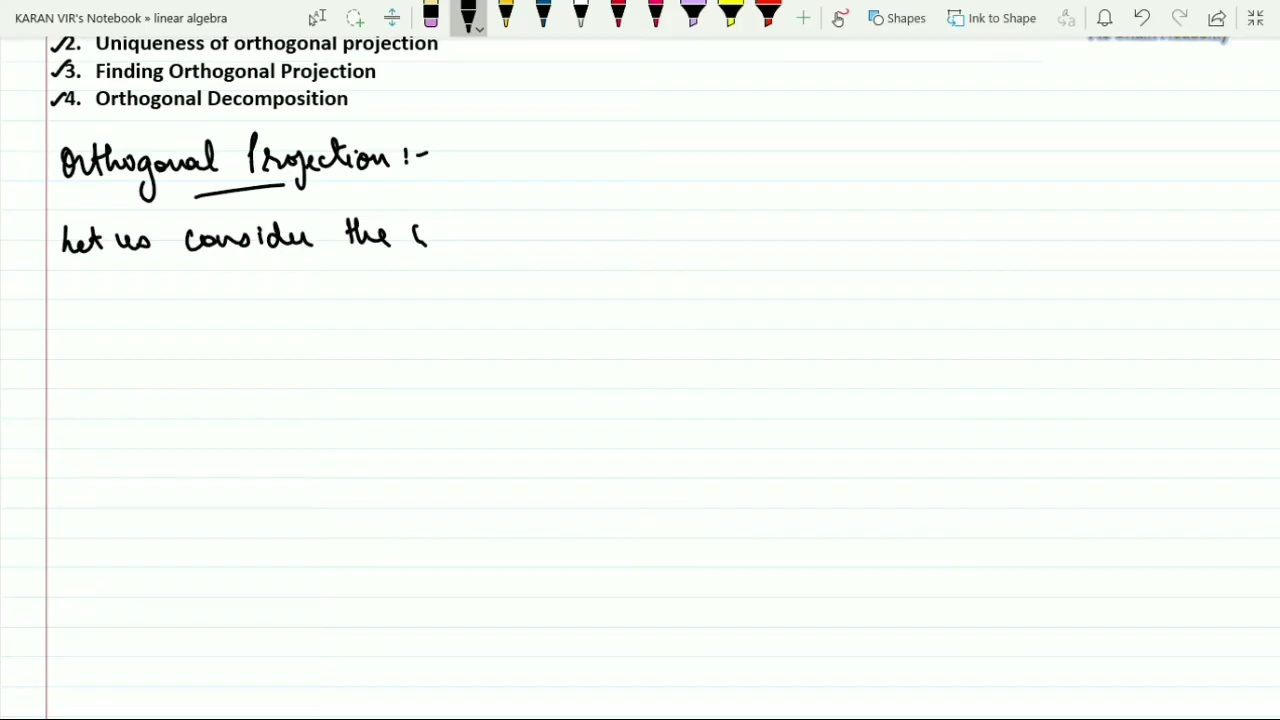 KARAN VIR's Notebook » linear algebra
Shapes
Ink to Shape
2. Uniqueness of orthogonal projection
3. Finding Orthogonal Projection
4. Orthogonal Decomposition
Orthogonal Projection :-
Let us consider the